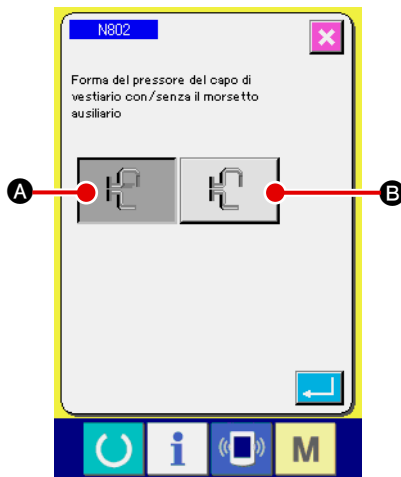 N802
Forma del pressore del capo di
vestiario con/senza il morsetto
ausiliario
A
B
M